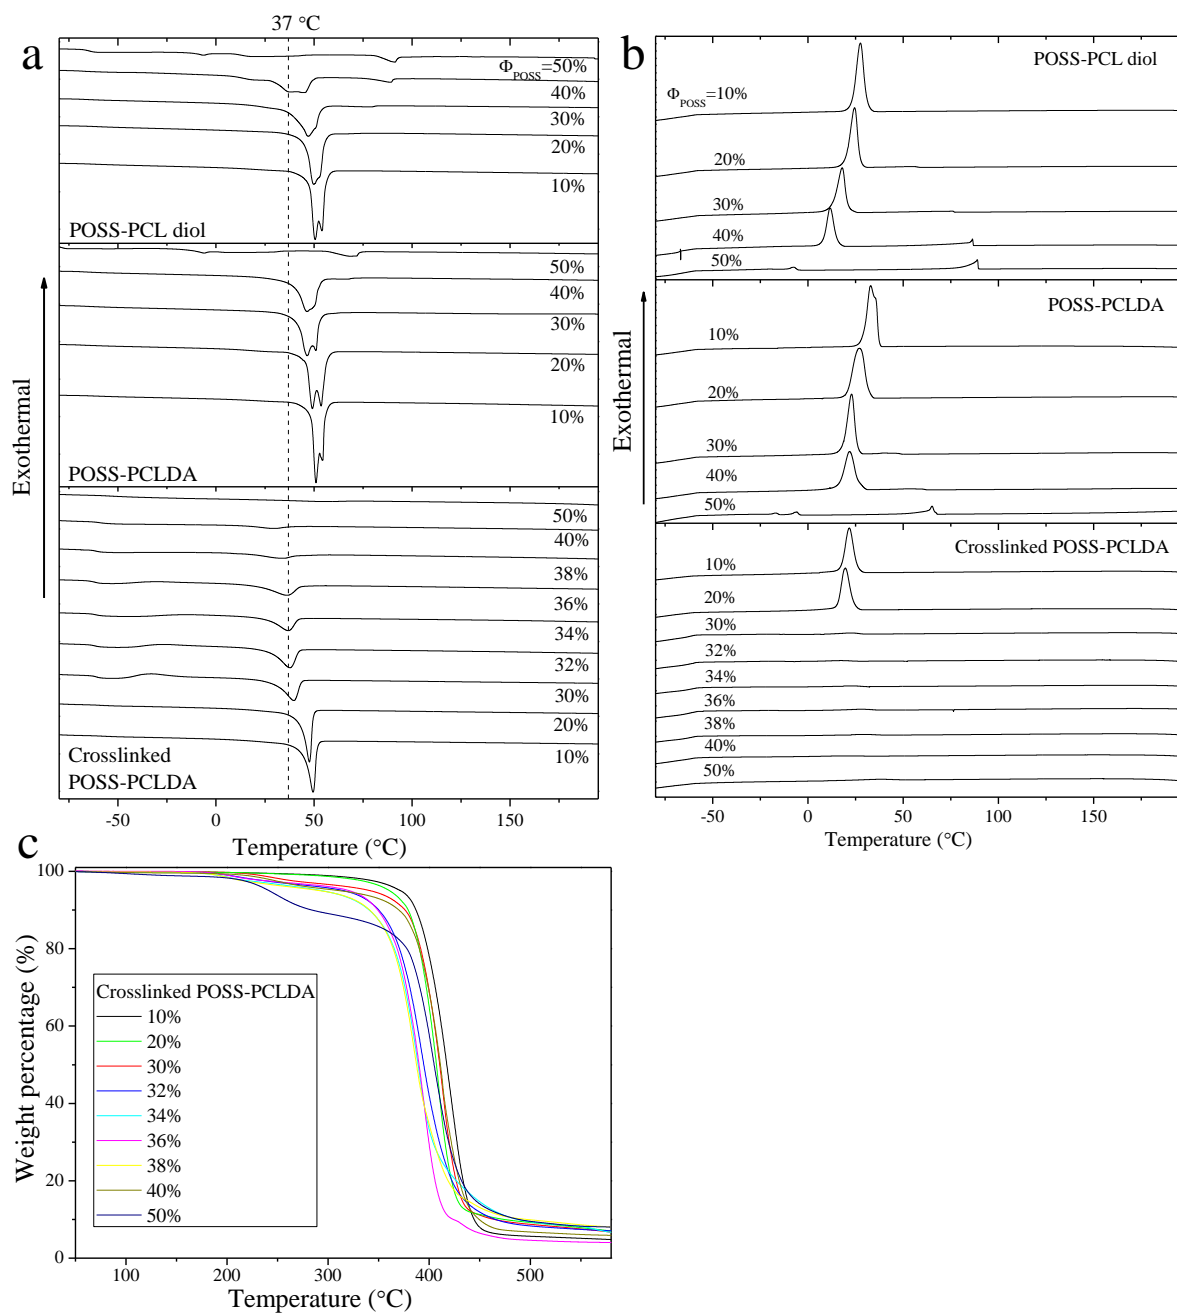 37 °C
a
ΦPOSS=50%
40%
30%
20%
10%
POSS-PCL diol
50%
40%
30%
20%
10%
POSS-PCLDA
50%
40%
38%
36%
34%
32%
30%
20%
10%
Crosslinked
POSS-PCLDA
Exothermal
-50 0 50 100 150
Temperature (°C)
b
POSS-PCL diol
ΦPOSS=10%
20%
30%
40%
50%
POSS-PCLDA
10%
20%
30%
40%
50%
Crosslinked POSS-PCLDA
10%
20%
30%
32%
34%
36%
38%
40%
50%
Exothermal
-50 0 50 100 150
Temperature (°C)
c
100
80
60
40
20
0
Weight percentage (%)
Crosslinked POSS-PCLDA
10%
20%
30%
32%
34%
36%
38%
40%
50%
100 200 300 400 500
Temperature (°C)